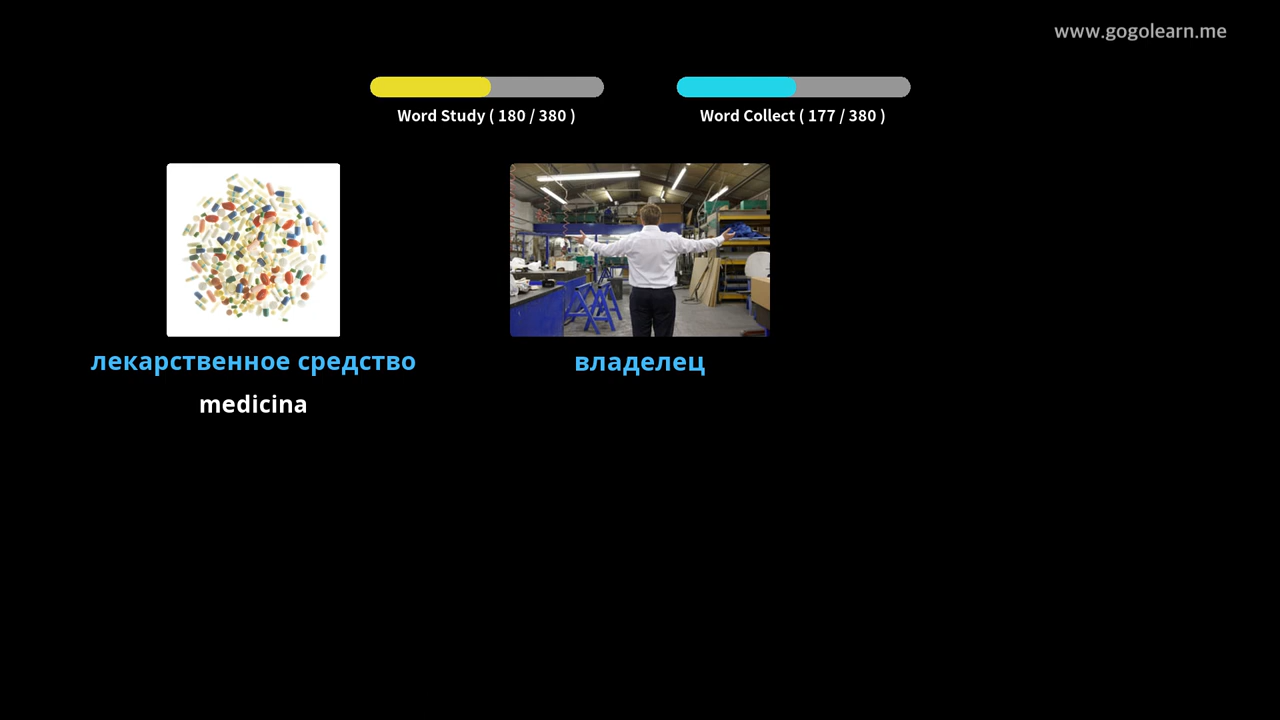 www.gogolearn.me
Word Study ( 180 / 380 )
Word Collect ( 177 / 380 )
лекарственное средство
владелец
medicina